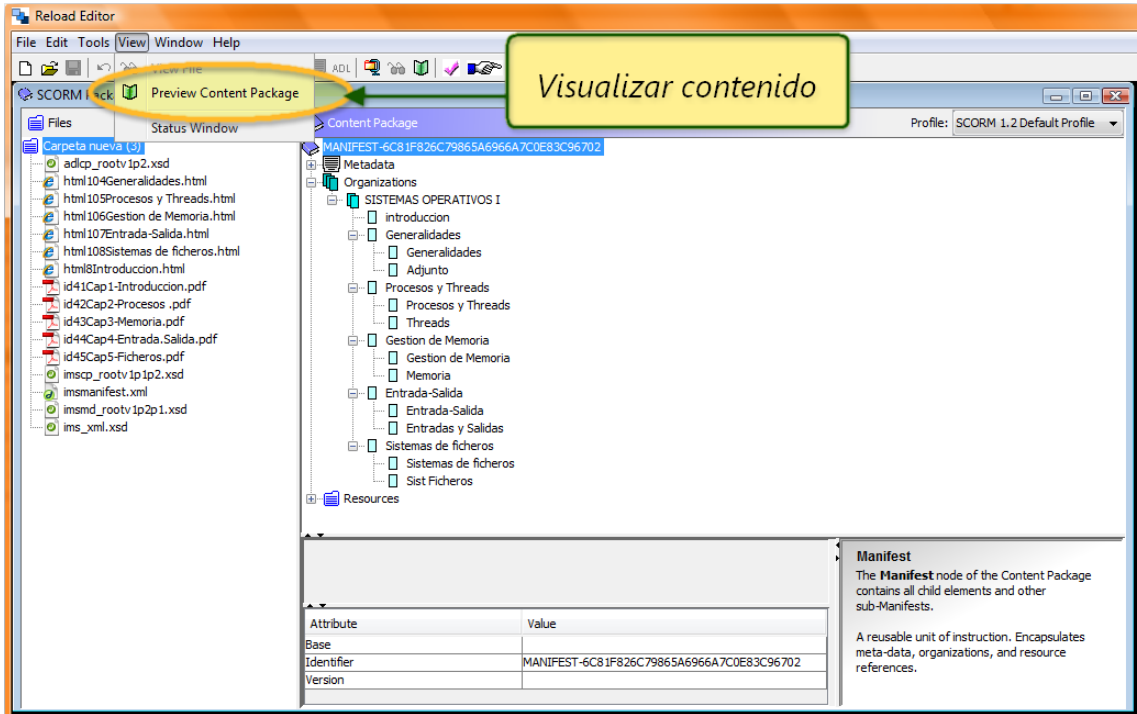 Reload Editor
File Edit Tools View Window Help
View File
ADL
Visualizar contenido
Preview Content Package
Status Window
SCORM Pack
Files
Content Package
Profile: SCORM 1.2 Default Profile
Carpeta nueva (3)
adlcp_rootv1p2.xsd
html104Generalidades.html
html105Procesos y Threads.html
html106Gestion de Memoria.html
html107Entrada-Salida.html
html108Sistemas de ficheros.html
html8Introduccion.html
id41Cap1-Introduccion.pdf
id42Cap2-Procesos .pdf
id43Cap3-Memoria.pdf
id44Cap4-Entrada.Salida.pdf
id45Cap5-Ficheros.pdf
imscp_rootv1p1p2.xsd
imsmanifest.xml
imsmd_rootv1p2p1.xsd
ims_xml.xsd
MANIFEST-6C81F826C79865A6966A7C0E83C96702
Metadata
Organizations
SISTEMAS OPERATIVOS I
introduccion
Generalidades
Generalidades
Adjunto
Procesos y Threads
Procesos y Threads
Threads
Gestion de Memoria
Gestion de Memoria
Memoria
Entrada-Salida
Entrada-Salida
Entradas y Salidas
Sistemas de ficheros
Sistemas de ficheros
Sist Ficheros
Resources
Attribute Value
Base
Identifier MANIFEST-6C81F826C79865A6966A7C0E83C96702
Version
Manifest
The Manifest node of the Content Package
contains all child elements and other
sub-Manifests.
A reusable unit of instruction. Encapsulates
meta-data, organizations, and resource
references.